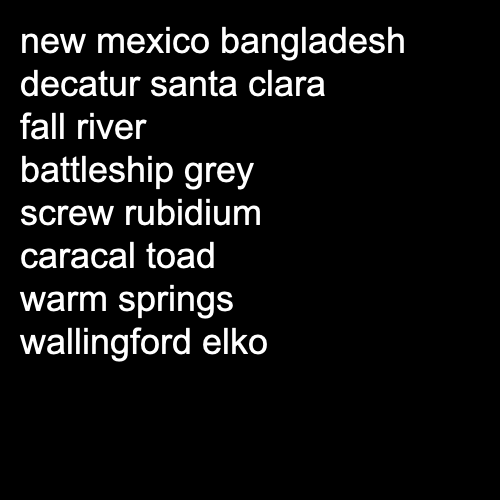 new mexico bangladesh
decatur santa clara
fall river
battleship grey
screw rubidium
caracal toad
warm springs
wallingford elko